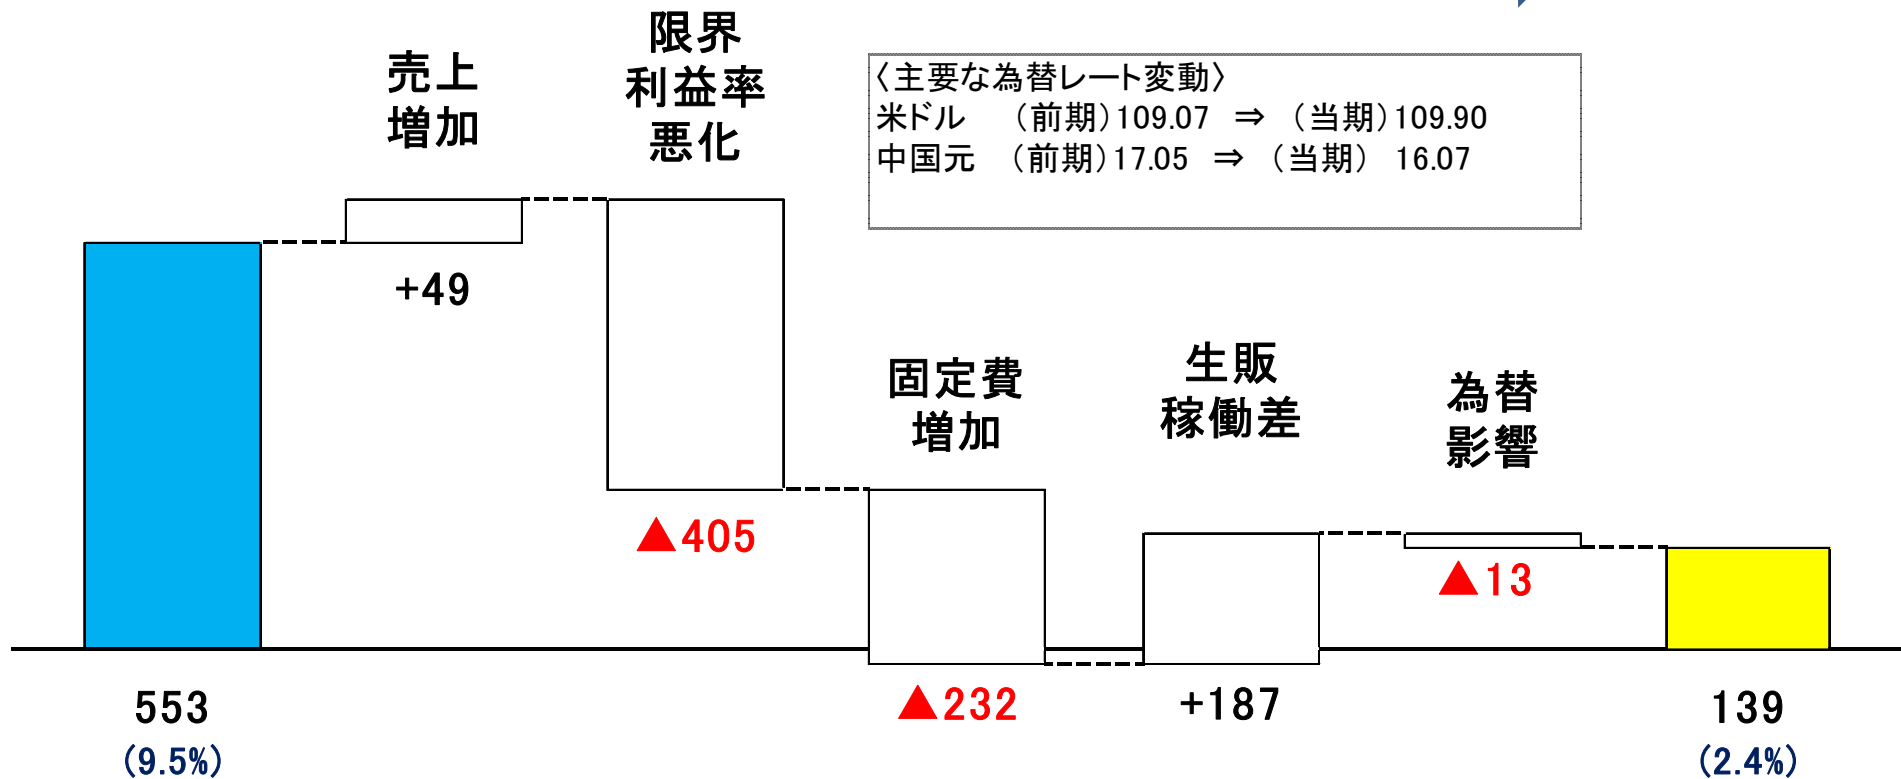 売上
増加
+49
限界
利益率
悪化
▲405
〈主要な為替レート変動〉
米ドル (前期)109.07 ⇒ (当期)109.90
中国元 (前期)17.05 ⇒ (当期) 16.07
固定費
増加
▲232
生販
稼働差
+187
為替
影響
▲13
553
(9.5%)
139
(2.4%)